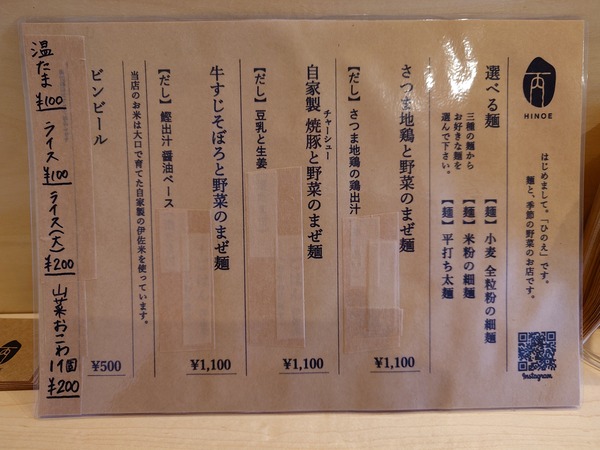 丙
HINOE
はじめまして。「ひのえ」です。
麺と、季節の野菜のお店です。
Instagram
選べる麺
三種の麺から
お好きな麺を
選んで下さい。
【麺】小麦 全粒粉の細麺
【麺】米粉の細麺
【麺】平打ち太麺
さつま地鶏と野菜のまぜ麺
【だし】さつま地鶏の鶏出汁
¥1,100
自家製 焼豚と野菜のまぜ麺
チャーシュー
【だし】豆乳と生姜
¥1,100
牛すじそぼろと野菜のまぜ麺
【だし】鰹出汁 醤油ベース
¥1,100
当店のお米は大口で育てた自家製の伊佐米を使っています。
ビンビール
¥500
温たま ¥100
ライス ¥100
ライス(大) ¥200
山菜おこわ 1個 ¥200